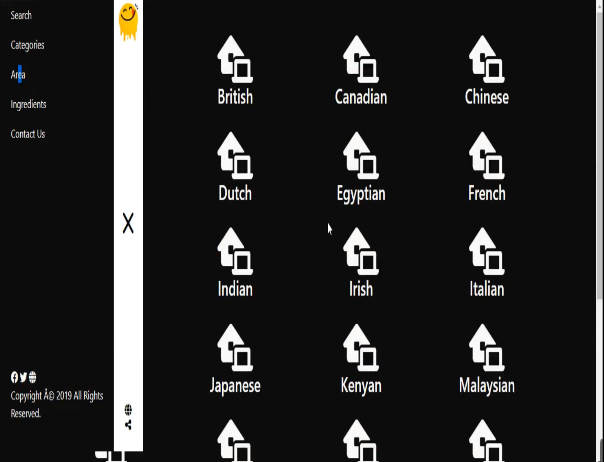 Search
Categories
Area
Ingredients
Contact Us
Copyright Å© 2019 All Rights
Reserved.
X
British
Canadian
Chinese
Dutch
Egyptian
French
Indian
Irish
Italian
Japanese
Kenyan
Malaysian